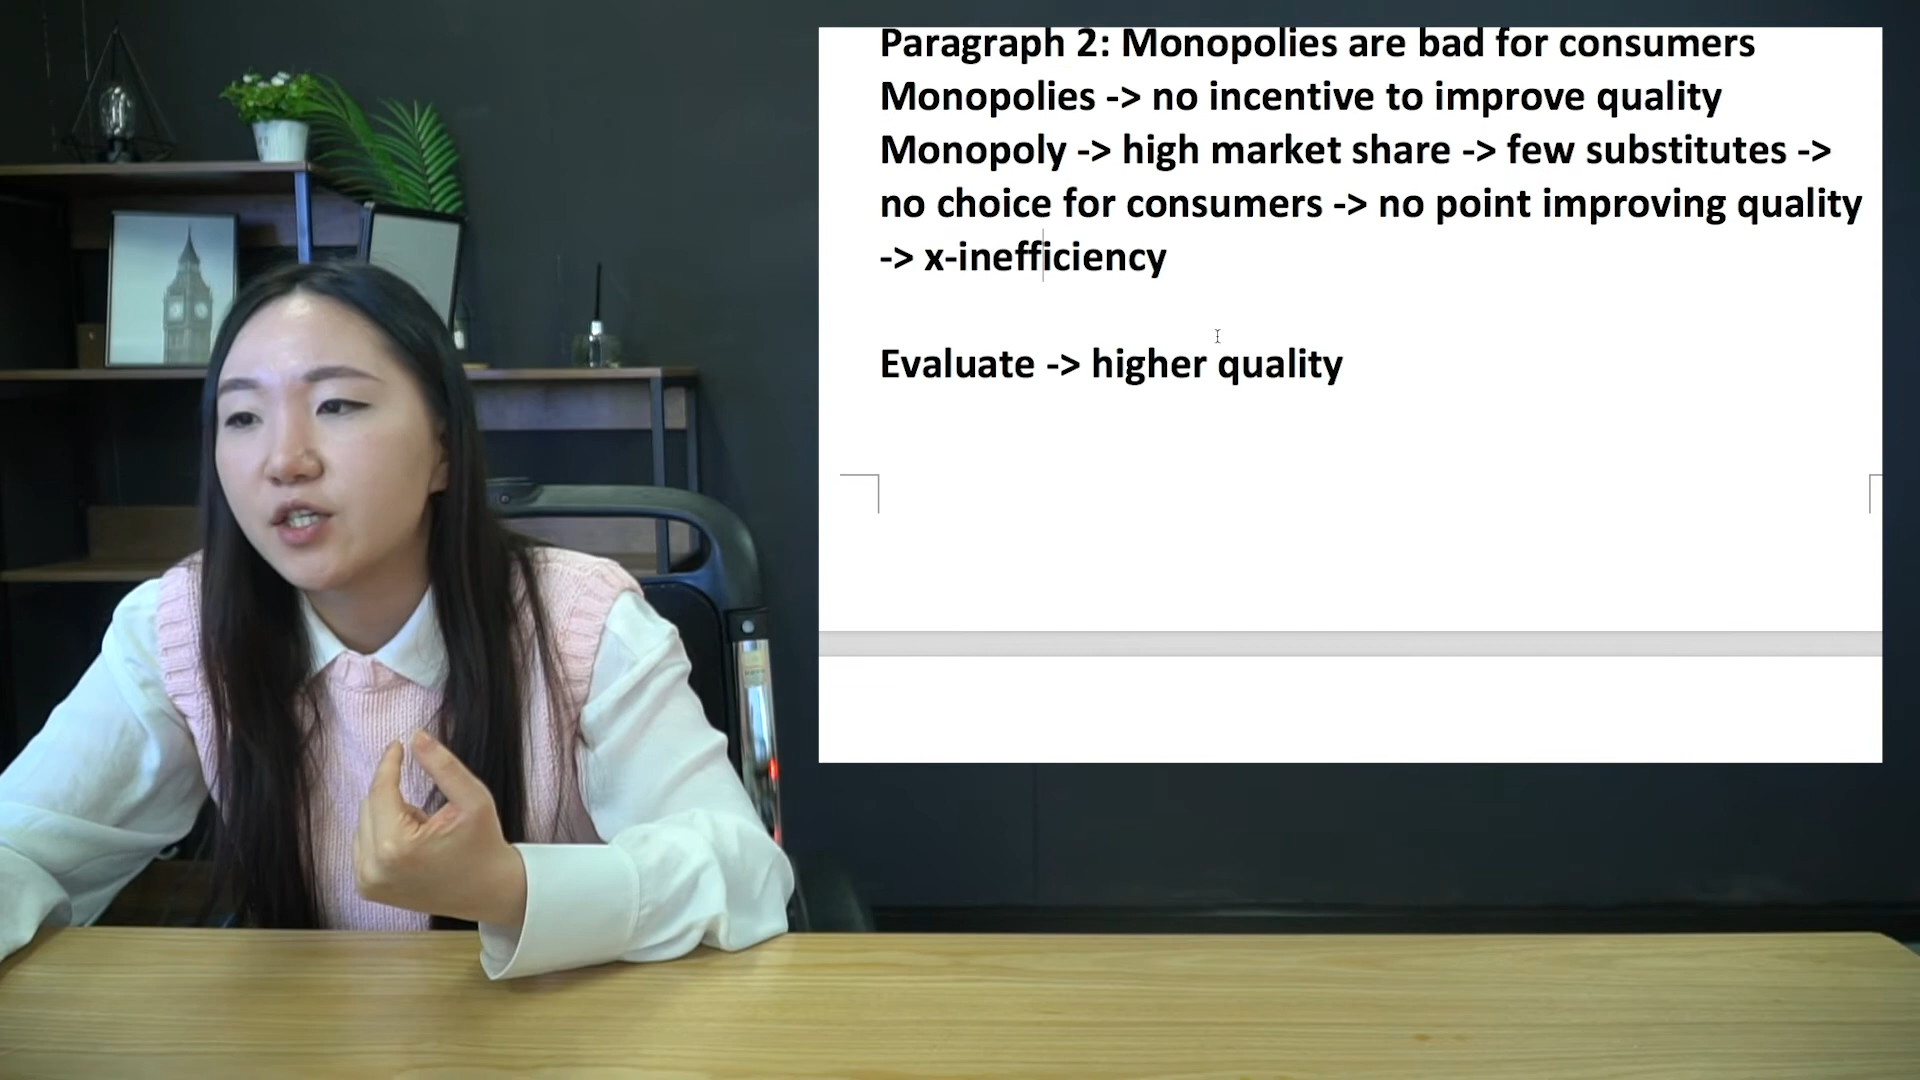 Paragraph 2: Monopolies are bad for consumers
Monopolies -> no incentive to improve quality
Monopoly -> high market share -> few substitutes ->
no choice for consumers -> no point improving quality
-> x-inefficiency
Evaluate -> higher quality